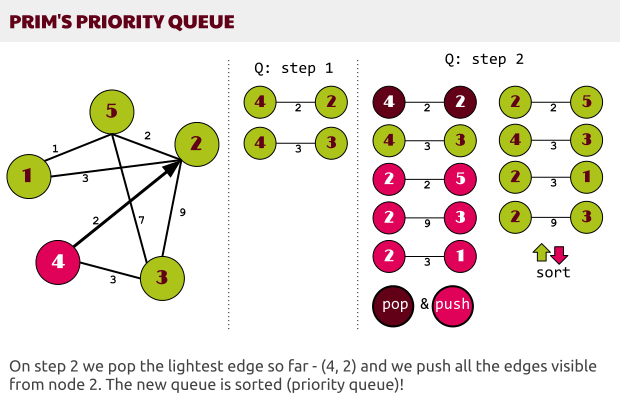 PRIM'S PRIORITY QUEUE
Q: step 1
Q: step 2
5
1
2
2
3
1
2
7
9
4
3
3
4 2 2
4 3 3
4 2 2
4 3 3
2 2 5
2 9 3
2 3 1
pop & push
2 2 5
4 3 3
2 3 1
2 9 3
sort
On step 2 we pop the lightest edge so far - (4, 2) and we push all the edges visible
from node 2. The new queue is sorted (priority queue)!